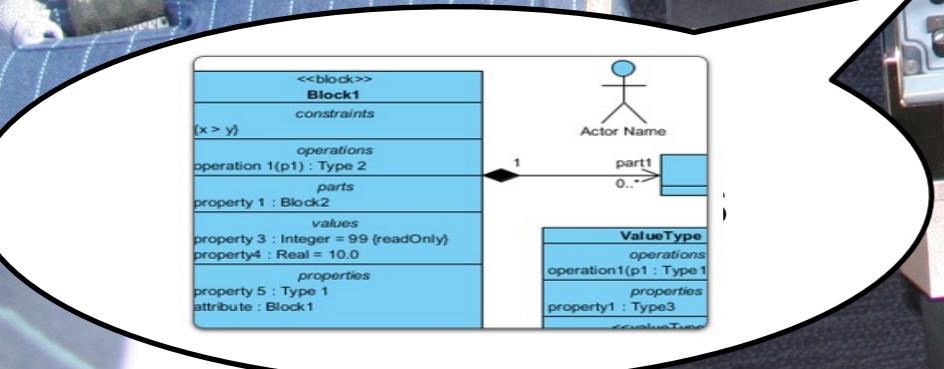 <<block>>
Block1
constraints
{x > y}
operations
operation 1(p1) : Type 2
parts
property 1 : Block2
values
property 3 : Integer = 99 {readOnly}
property4 : Real = 10.0
properties
property 5 : Type 1
attribute : Block1
Actor Name
1
part1
0..*
ValueType
operations
operation1(p1 : Type1
properties
property1 : Type3